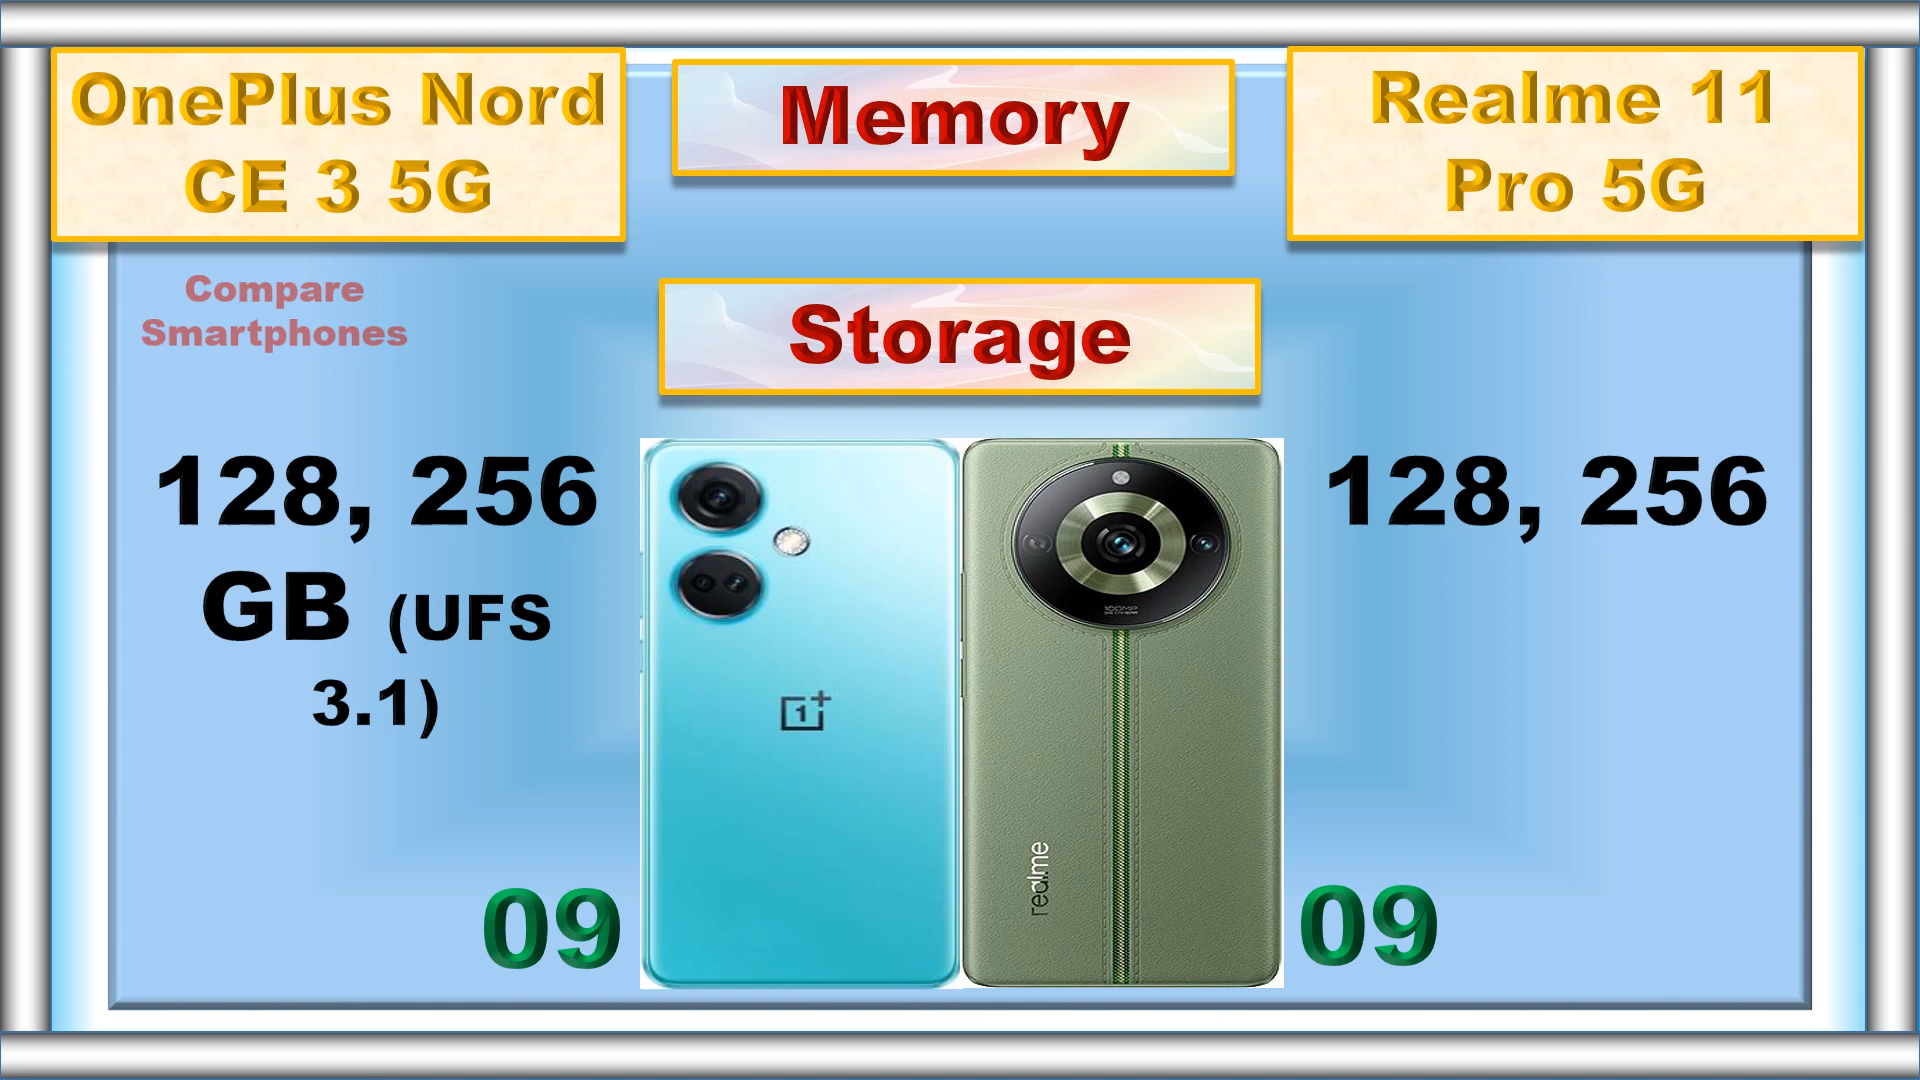 OnePlus Nord
CE 3 5G
Memory
Realme 11
Pro 5G
Compare
Smartphones
Storage
128, 256
GB (UFS
3.1)
128, 256
100MP
realme
09
09